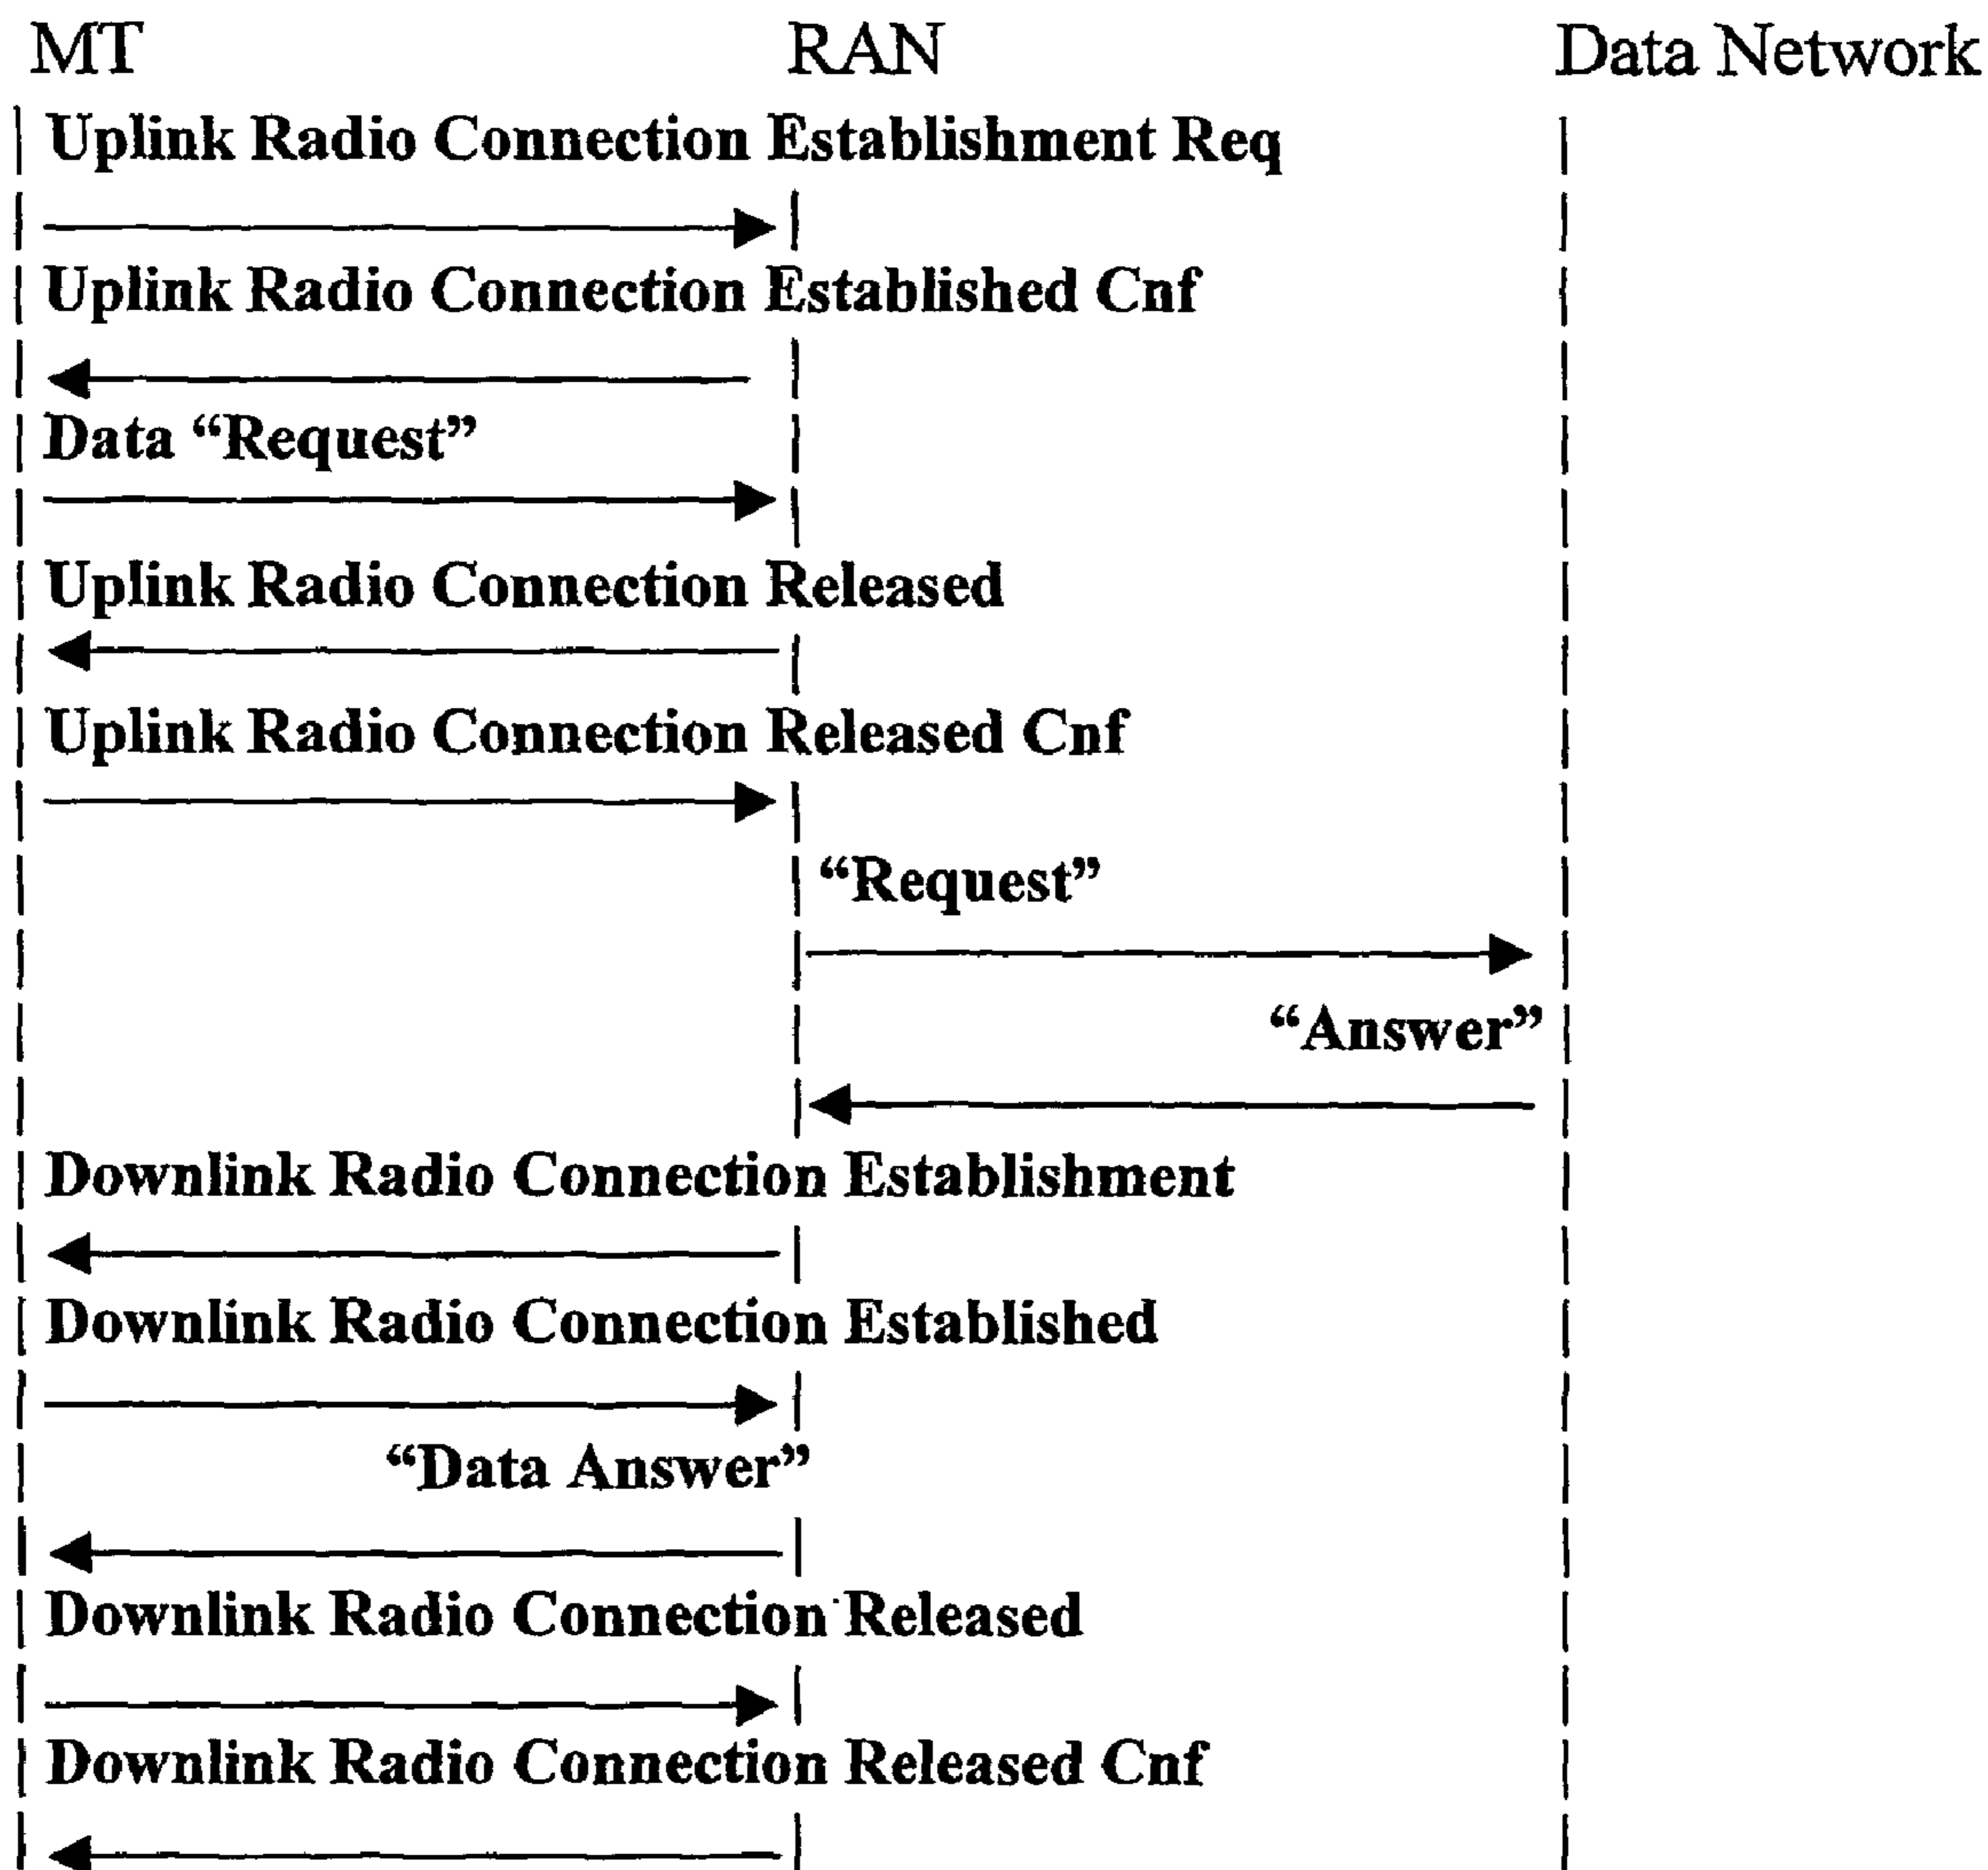 MT RAN Data Network
Uplink Radio Connection Establishment Req
Uplink Radio Connection Established Cnf
Data “Request”
Uplink Radio Connection Released
Uplink Radio Connection Released Cnf
“Request”
“Answer”
Downlink Radio Connection Establishment
Downlink Radio Connection Established
“Data Answer”
Downlink Radio Connection Released
Downlink Radio Connection Released Cnf